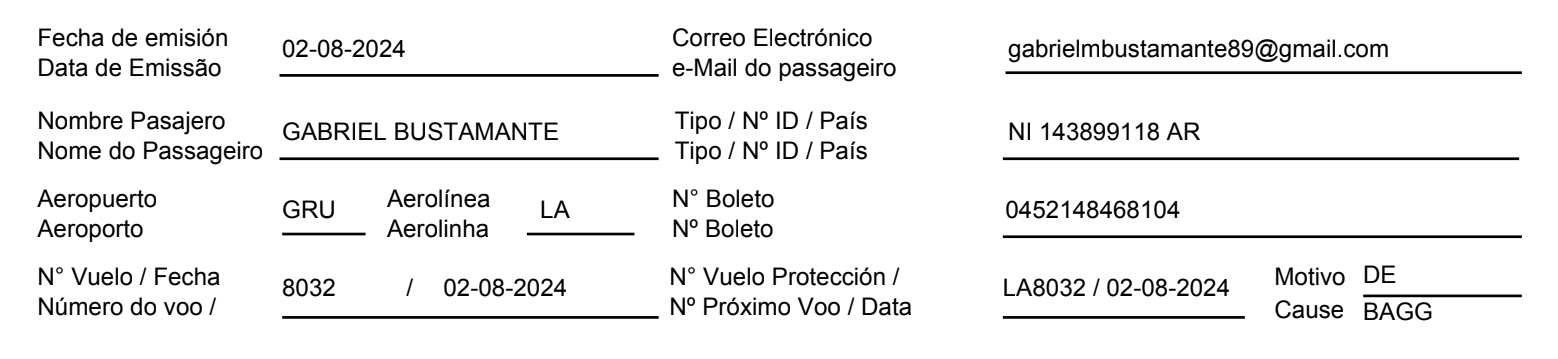 Fecha de emisión
Data de Emissão
02-08-2024
Correo Electrónico
e-Mail do passageiro
gabrielmbustamante89@gmail.com
Nombre Pasajero
Nome do Passageiro
GABRIEL BUSTAMANTE
Tipo / Nº ID / País
Tipo / Nº ID / País
NI 143899118 AR
Aeropuerto
Aeroporto
GRU
Aerolínea
Aerolinha
LA
N° Boleto
Nº Boleto
0452148468104
N° Vuelo / Fecha
Número do voo /
8032 / 02-08-2024
N° Vuelo Protección /
Nº Próximo Voo / Data
LA8032 / 02-08-2024
Motivo
Cause
DE
BAGG